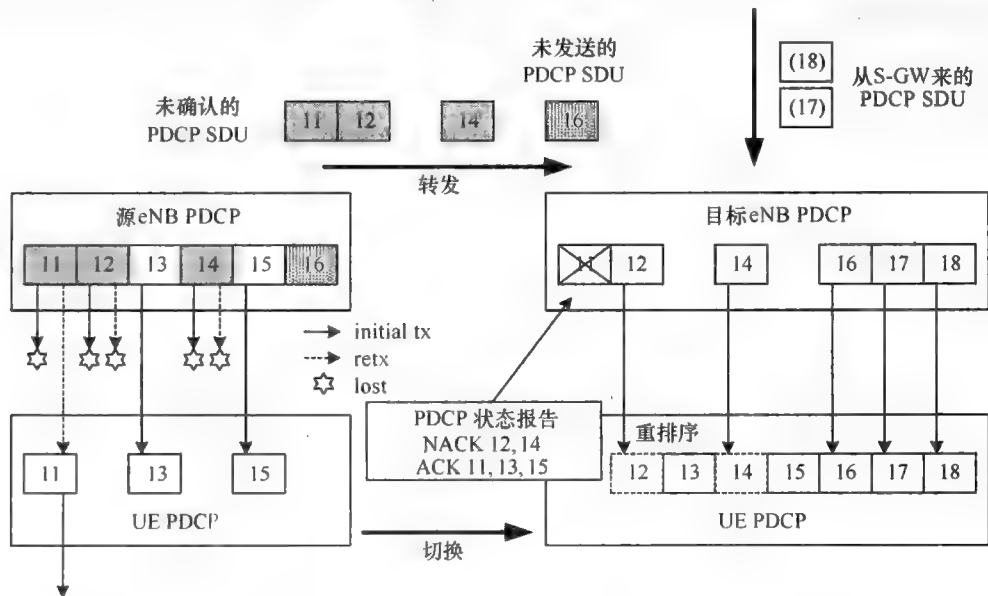 未发送的
PDCP SDU
(18)
(17)
从S-GW来的
PDCP SDU
未确认的
PDCP SDU
11 12 14 16
转发
源eNB PDCP
11 12 13 14 15 16
目标eNB PDCP
11 12 14 16 17 18
initial tx
retx
lost
PDCP 状态报告
NACK 12, 14
ACK 11, 13, 15
重排序
11 13 15
12 13 14 15 16 17 18
UE PDCP
UE PDCP
切换